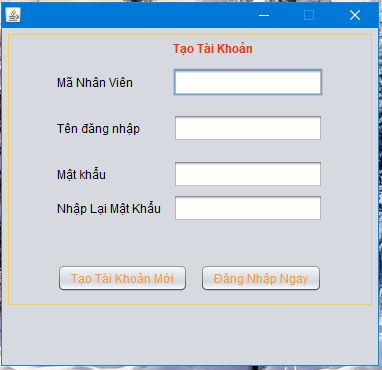 Tạo Tài Khoản
Mã Nhân Viên
Tên đăng nhập
Mật khẩu
Nhập Lại Mật Khẩu
Tạo Tài Khoản Mới
Đăng Nhập Ngay